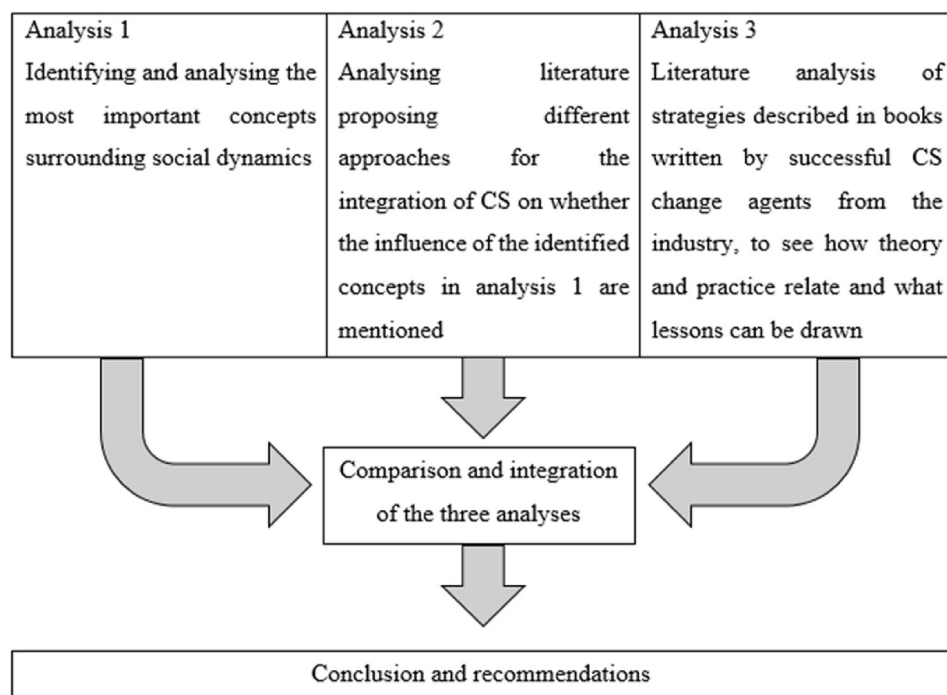 Analysis 1
Identifying and analysing the
most important concepts
surrounding social dynamics
Analysis 2
Analysing literature
proposing different
approaches for the
integration of CS on whether
the influence of the identified
concepts in analysis 1 are
mentioned
Analysis 3
Literature analysis of
strategies described in books
written by successful CS
change agents from the
industry, to see how theory
and practice relate and what
lessons can be drawn
Comparison and integration
of the three analyses
Conclusion and recommendations